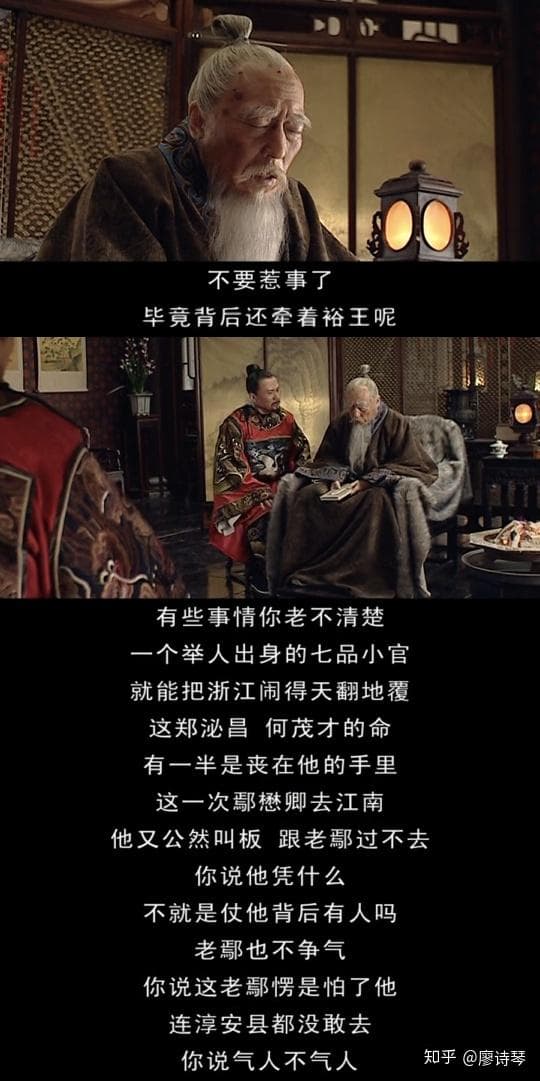 不要惹事了
毕竟背后还牵着裕王呢
有些事情你老不清楚
一个举人出身的七品小官
就能把浙江闹得天翻地覆
这郑泌昌 何茂才的命
有一半是丧在他的手里
这一次鄢懋卿去江南
他又公然叫板 跟老鄢过不去
你说他凭什么
不就是仗他背后有人吗
老鄢也不争气
你说这老鄢愣是怕了他
连淳安县都没敢去
你说气人不气人
知乎 @廖诗琴